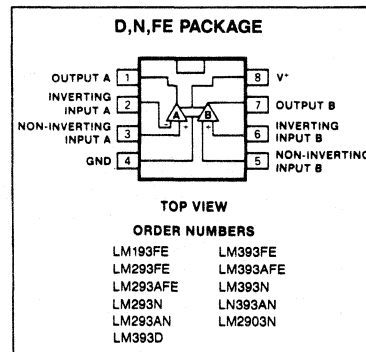 D,N,FE PACKAGE
OUTPUT A 1
8 V+
INVERTING
INPUT A 2
7 OUTPUT B
NON-INVERTING
INPUT A 3
6 INVERTING
INPUT B
GND 4
5 NON-INVERTING
INPUT B
A
B
TOP VIEW
ORDER NUMBERS
LM193FE LM393FE
LM293FE LM393AFE
LM293AFE LM393N
LM293N LN393AN
LM293AN LM2903N
LM393D